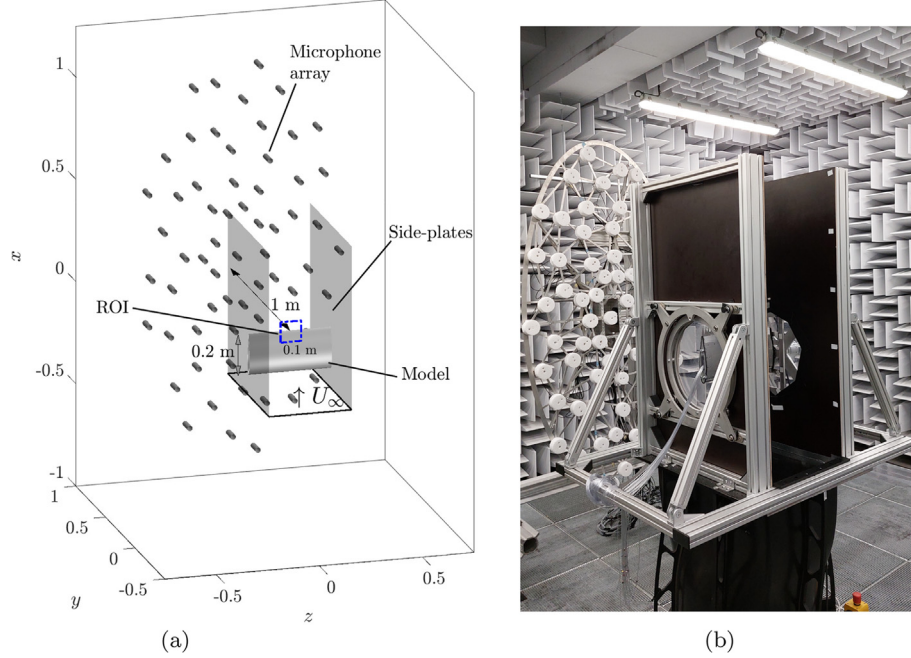 Microphone
array
1
0.5
Side-plates
x
0
1 m
ROI
0.2 m
0.1 m
Model
-0.5
↑ U∞
-1
1
0.5
0
-0.5
y
-0.5
0
0.5
z
(a)
(b)